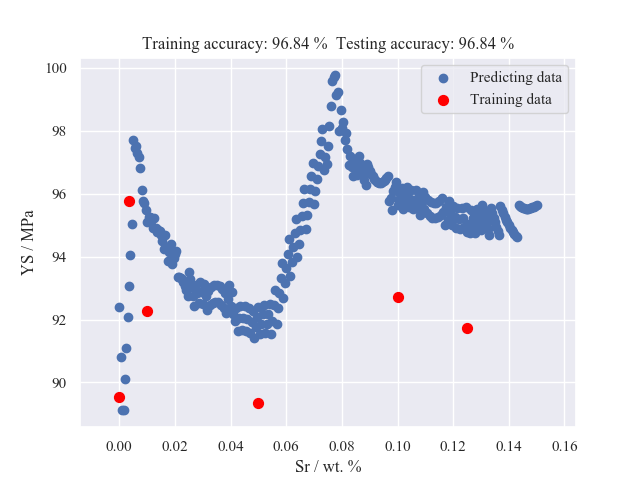 Training accuracy: 96.84 %  Testing accuracy: 96.84 %
Predicting data
Training data
100
98
96
94
92
90
YS / MPa
0.00 0.02 0.04 0.06 0.08 0.10 0.12 0.14 0.16
Sr / wt. %